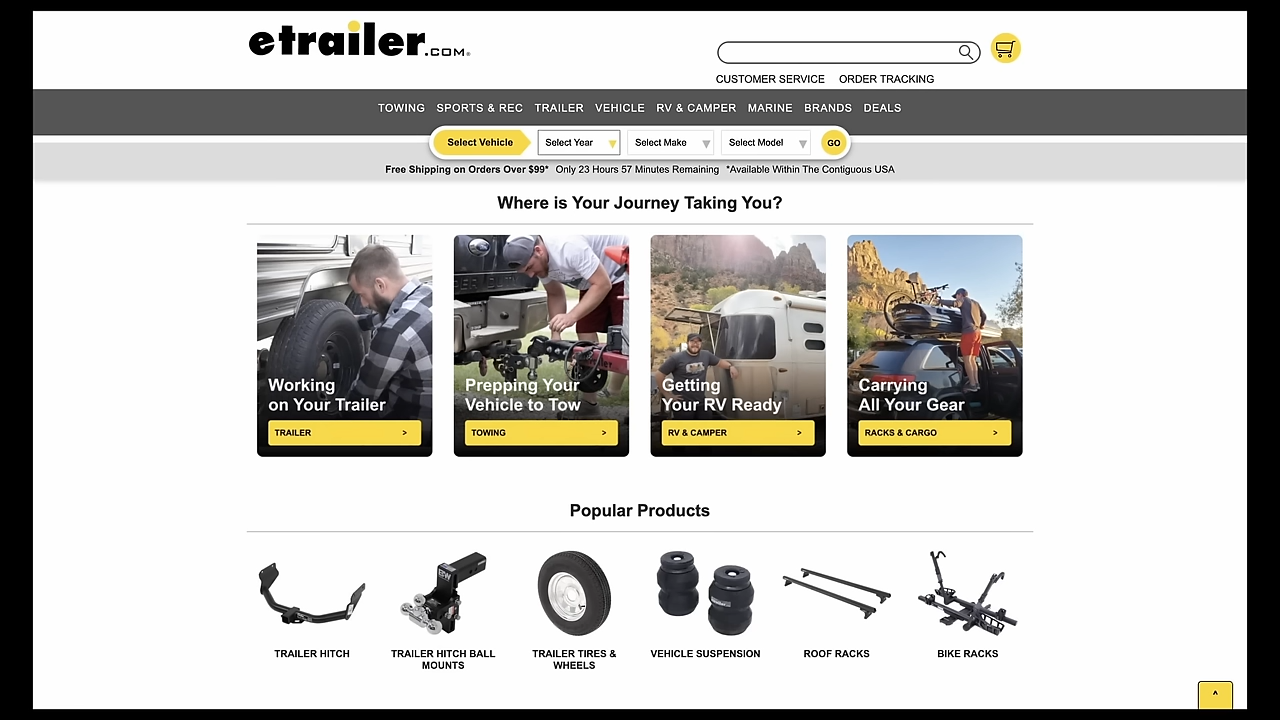 etrailer.com®
CUSTOMER SERVICE ORDER TRACKING
TOWING SPORTS & REC TRAILER VEHICLE RV & CAMPER MARINE BRANDS DEALS
Select Vehicle Select Year Select Make Select Model GO
Free Shipping on Orders Over $99* Only 23 Hours 57 Minutes Remaining *Available Within The Contiguous USA
Where is Your Journey Taking You?
Working
on Your Trailer
TRAILER >
Prepping Your
Vehicle to Tow
TOWING >
Getting
Your RV Ready
RV & CAMPER >
Carrying
All Your Gear
RACKS & CARGO >
Popular Products
TRAILER HITCH
TRAILER HITCH BALL
MOUNTS
TRAILER TIRES &
WHEELS
VEHICLE SUSPENSION
ROOF RACKS
BIKE RACKS